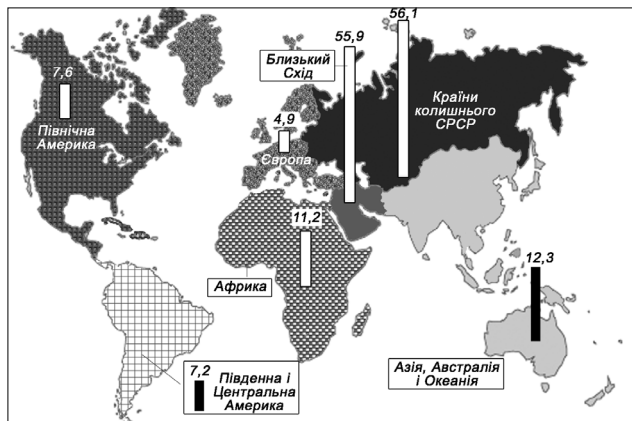 7,6
Північна
Америка
4,9
Європа
55,9
Близький
Схід
56,1
Країни
колишнього
СРСР
11,2
Африка
12,3
Азія, Австралія
і Океанія
7,2
Південна і
Центральна
Америка